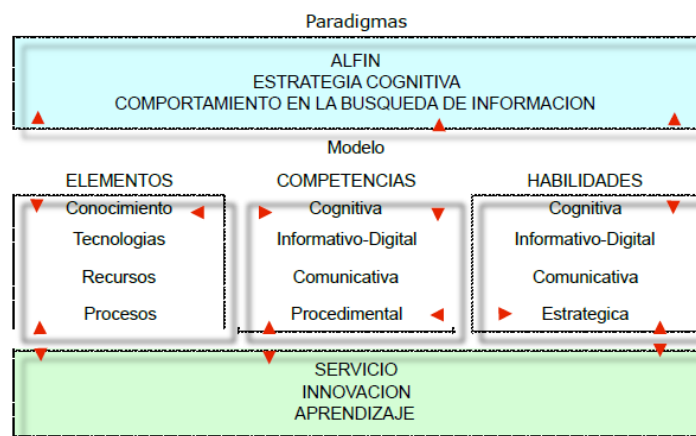 Paradigmas
ALFIN
ESTRATEGIA COGNITIVA
COMPORTAMIENTO EN LA BUSQUEDA DE INFORMACION
Modelo
ELEMENTOS
Conocimiento
Tecnologias
Recursos
Procesos
COMPETENCIAS
Cognitiva
Informativo-Digital
Comunicativa
Procedimental
HABILIDADES
Cognitiva
Informativo-Digital
Comunicativa
Estrategica
SERVICIO
INNOVACION
APRENDIZAJE